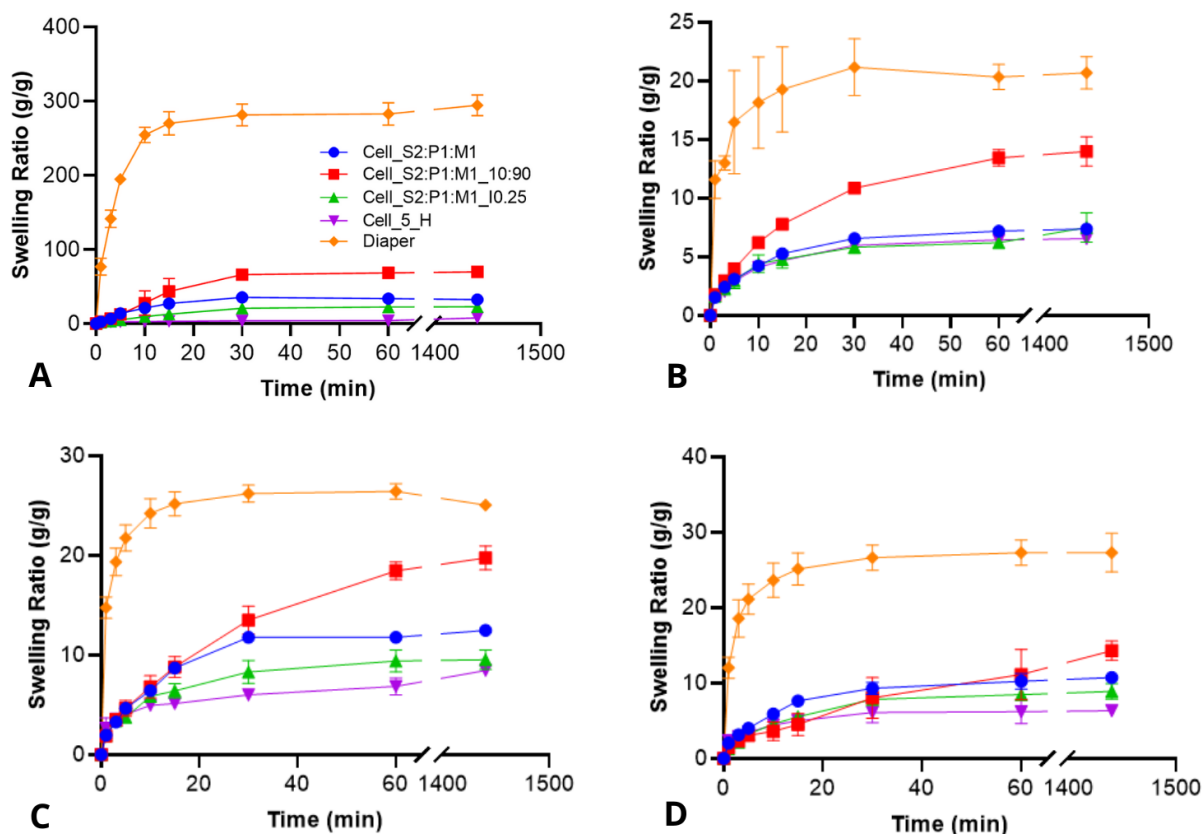 400
300
200
100
0
Swelling Ratio (g/g)
Cell_S2:P1:M1
Cell_S2:P1:M1_10:90
Cell_S2:P1:M1_I0.25
Cell_5_H
Diaper
0 10 20 30 40 50 60 1400 1500
Time (min)
A
25
20
15
10
5
0
Swelling Ratio (g/g)
0 10 20 30 40 50 60 1400 1500
Time (min)
B
30
20
10
0
Swelling Ratio (g/g)
0 20 40 60 1400 1500
Time (min)
C
40
30
20
10
0
Swelling Ratio (g/g)
0 20 40 60 1400 1500
Time (min)
D